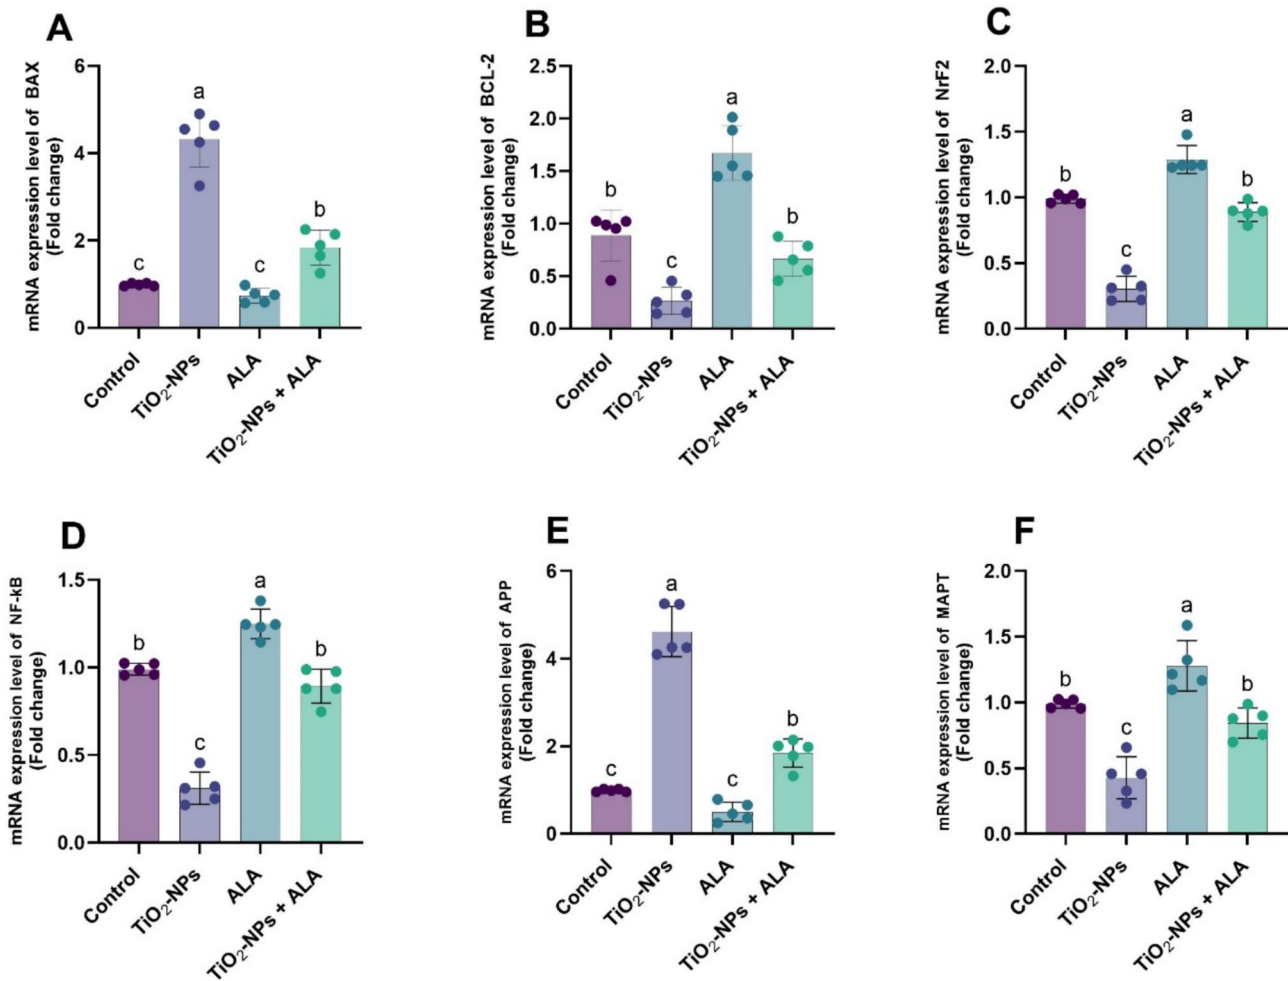 A
mRNA expression level of BAX
(Fold change)
6
4
2
0
c
a
c
b
Control
TiO₂-NPs
ALA
TiO₂-NPs + ALA
B
mRNA expression level of BCL-2
(Fold change)
2.5
2.0
1.5
1.0
0.5
0.0
b
c
a
b
Control
TiO₂-NPs
ALA
TiO₂-NPs + ALA
C
mRNA expression level of NrF2
(Fold change)
2.0
1.5
1.0
0.5
0.0
b
c
a
b
Control
TiO₂-NPs
ALA
TiO₂-NPs + ALA
D
mRNA expression level of NF-kB
(Fold change)
1.5
1.0
0.5
0.0
b
c
a
b
Control
TiO₂-NPs
ALA
TiO₂-NPs + ALA
E
mRNA expression level of APP
(Fold change)
6
4
2
0
c
a
c
b
Control
TiO₂-NPs
ALA
TiO₂-NPs + ALA
F
mRNA expression level of MAPT
(Fold change)
2.0
1.5
1.0
0.5
0.0
b
c
a
b
Control
TiO₂-NPs
ALA
TiO₂-NPs + ALA